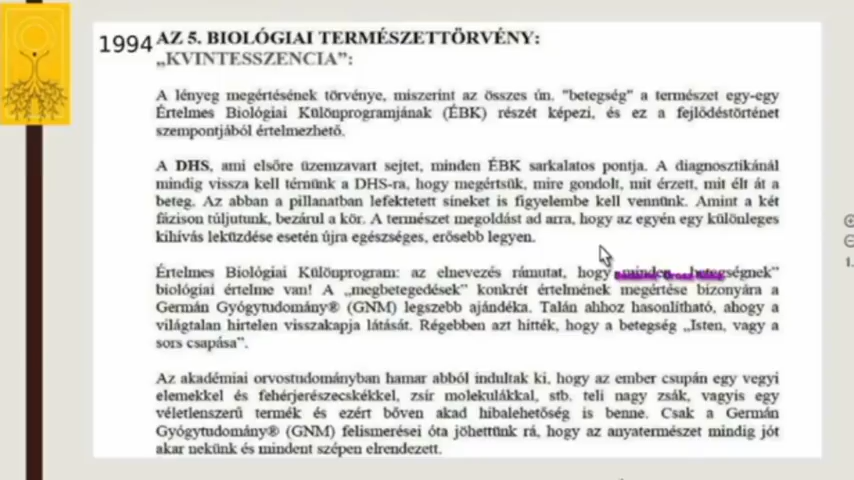 1994 AZ 5. BIOLÓGIAI TERMÉSZETTÖRVÉNY:
„KVINTESSZENCIA”:
A lényeg megértésének törvénye, miszerint az összes ún. "betegség" a természet egy-egy
Értelmes Biológiai Különprogramjának (ÉBK) részét képezi, és ez a fejlődéstörténet
szempontjából értelmezhető.
A DHS, ami elsőre üzemzavart sejtet, minden ÉBK sarkalatos pontja. A diagnosztikánál
mindig vissza kell térnünk a DHS-ra, hogy megértsük, mire gondolt, mit érzett, mit élt át a
beteg. Az abban a pillanatban lefektetett síneket is figyelembe kell vennünk. Amint a két
fázison túljutunk, bezárul a kör. A természet megoldást ad arra, hogy az egyén egy különleges
kihívás leküzdése esetén újra egészséges, erősebb legyen.
Értelmes Biológiai Különprogram: az elnevezés rámutat, hogy „minden betegségnek”
biológiai értelme van! A „megbetegedések” konkrét értelmének megértése bizonyára a
Germán Gyógytudomány® (GNM) legszebb ajándéka. Talán ahhoz hasonlítható, ahogy a
világtalan hirtelen visszakapja látását. Régebben azt hitték, hogy a betegség „Isten, vagy a
sors csapása”.
Az akadémiai orvostudományban hamar abból indultak ki, hogy az ember csupán egy vegyi
elemekkel és fehérjerészecskékkel, zsír molekulákkal, stb. teli nagy zsák, vagyis egy
véletlenszerű termék és ezért bőven akad hibalehetőség is benne. Csak a Germán
Gyógytudomány® (GNM) felismerései óta jöhettünk rá, hogy az anyatermészet mindig jót
akar nekünk és mindent szépen elrendezett.
1.